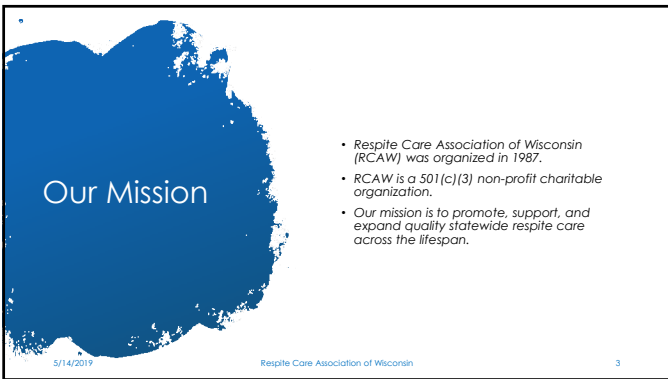 Our Mission
• Respite Care Association of Wisconsin
(RCAW) was organized in 1987.
• RCAW is a 501(c)(3) non-profit charitable
organization.
• Our mission is to promote, support, and
expand quality statewide respite care
across the lifespan.
5/14/2019
Respite Care Association of Wisconsin
3